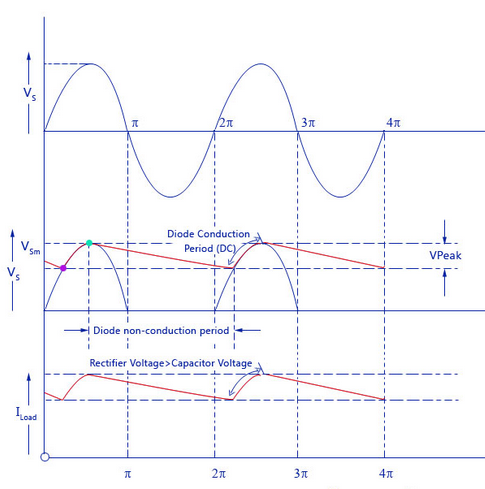 Vs
π
2π
3π
4π
Diode Conduction
Period (DC)
VSm
Vs
VPeak
Diode non-conduction period
Rectifier Voltage>Capacitor Voltage
ILoad
π
2π
3π
4π